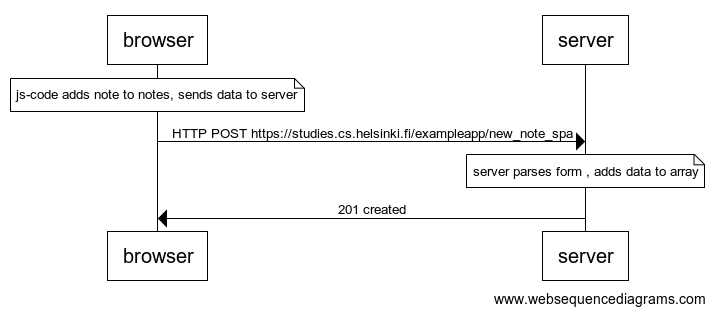 browser server
js-code adds note to notes, sends data to server
HTTP POST https://studies.cs.helsinki.fi/exampleapp/new_note_spa
server parses form , adds data to array
201 created
browser server
www.websequencediagrams.com